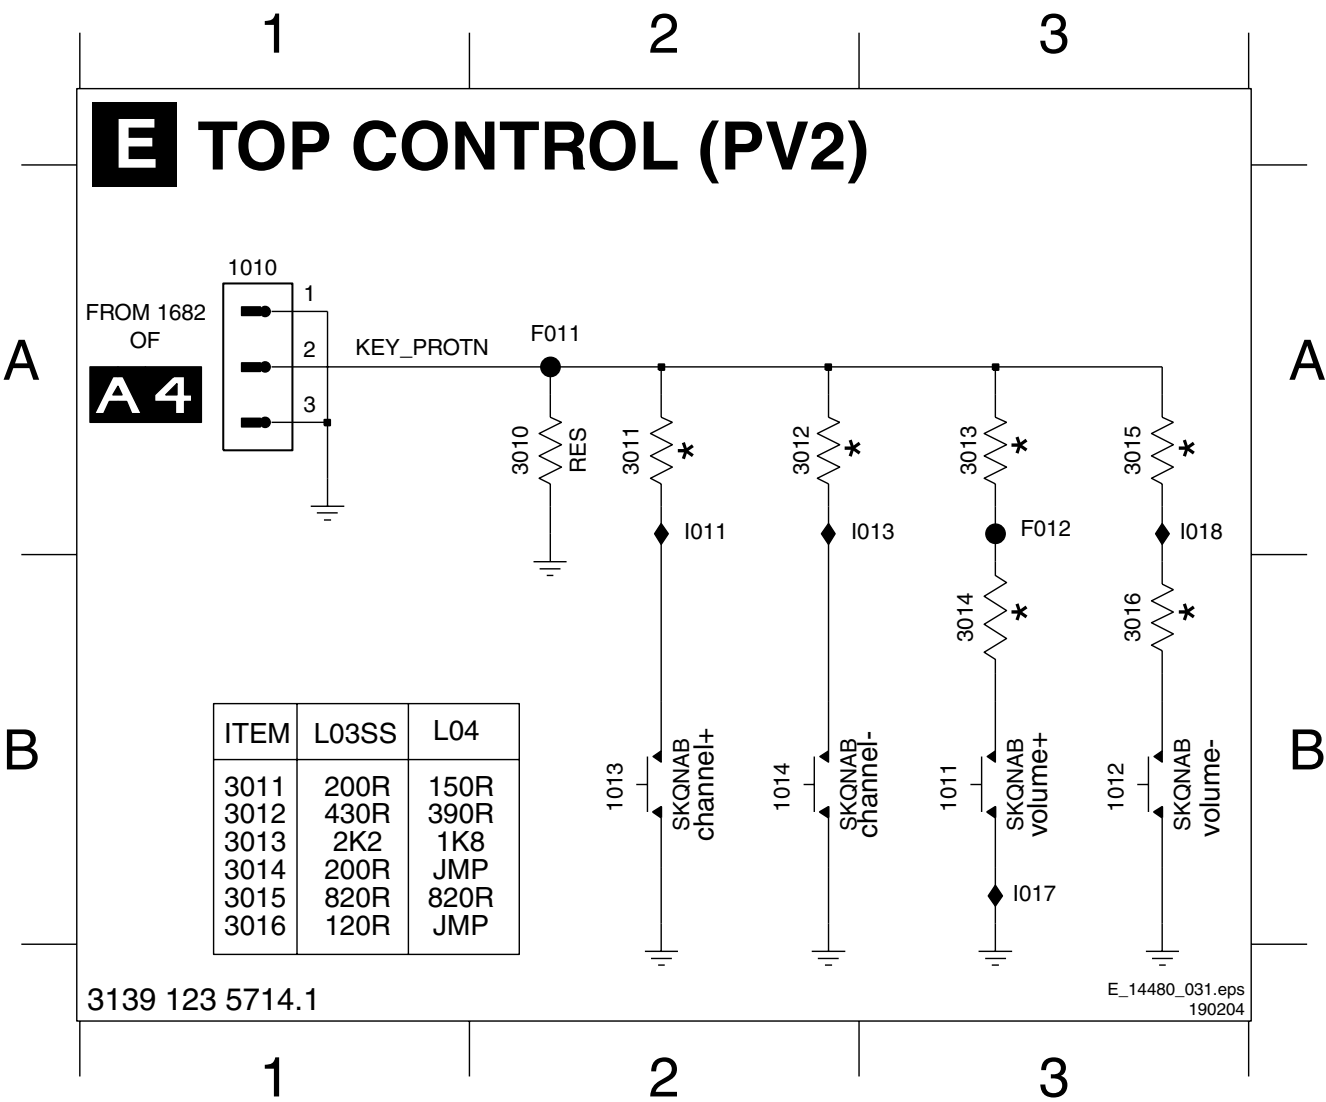 1 2 3
E TOP CONTROL (PV2)
1010
FROM 1682
OF
A 4
1
2
3
KEY_PROTN
F011
A
A
3010
RES
3011
*
3012
*
3013
*
3015
*
I011
I013
F012
I018
3014
*
3016
*
B
B
ITEM L03SS L04
3011 200R 150R
3012 430R 390R
3013 2K2 1K8
3014 200R JMP
3015 820R 820R
3016 120R JMP
1013
SKQNAB
channel+
1014
SKQNAB
channel-
1011
SKQNAB
volume+
1012
SKQNAB
volume-
I017
3139 123 5714.1
E_14480_031.eps
190204
1 2 3